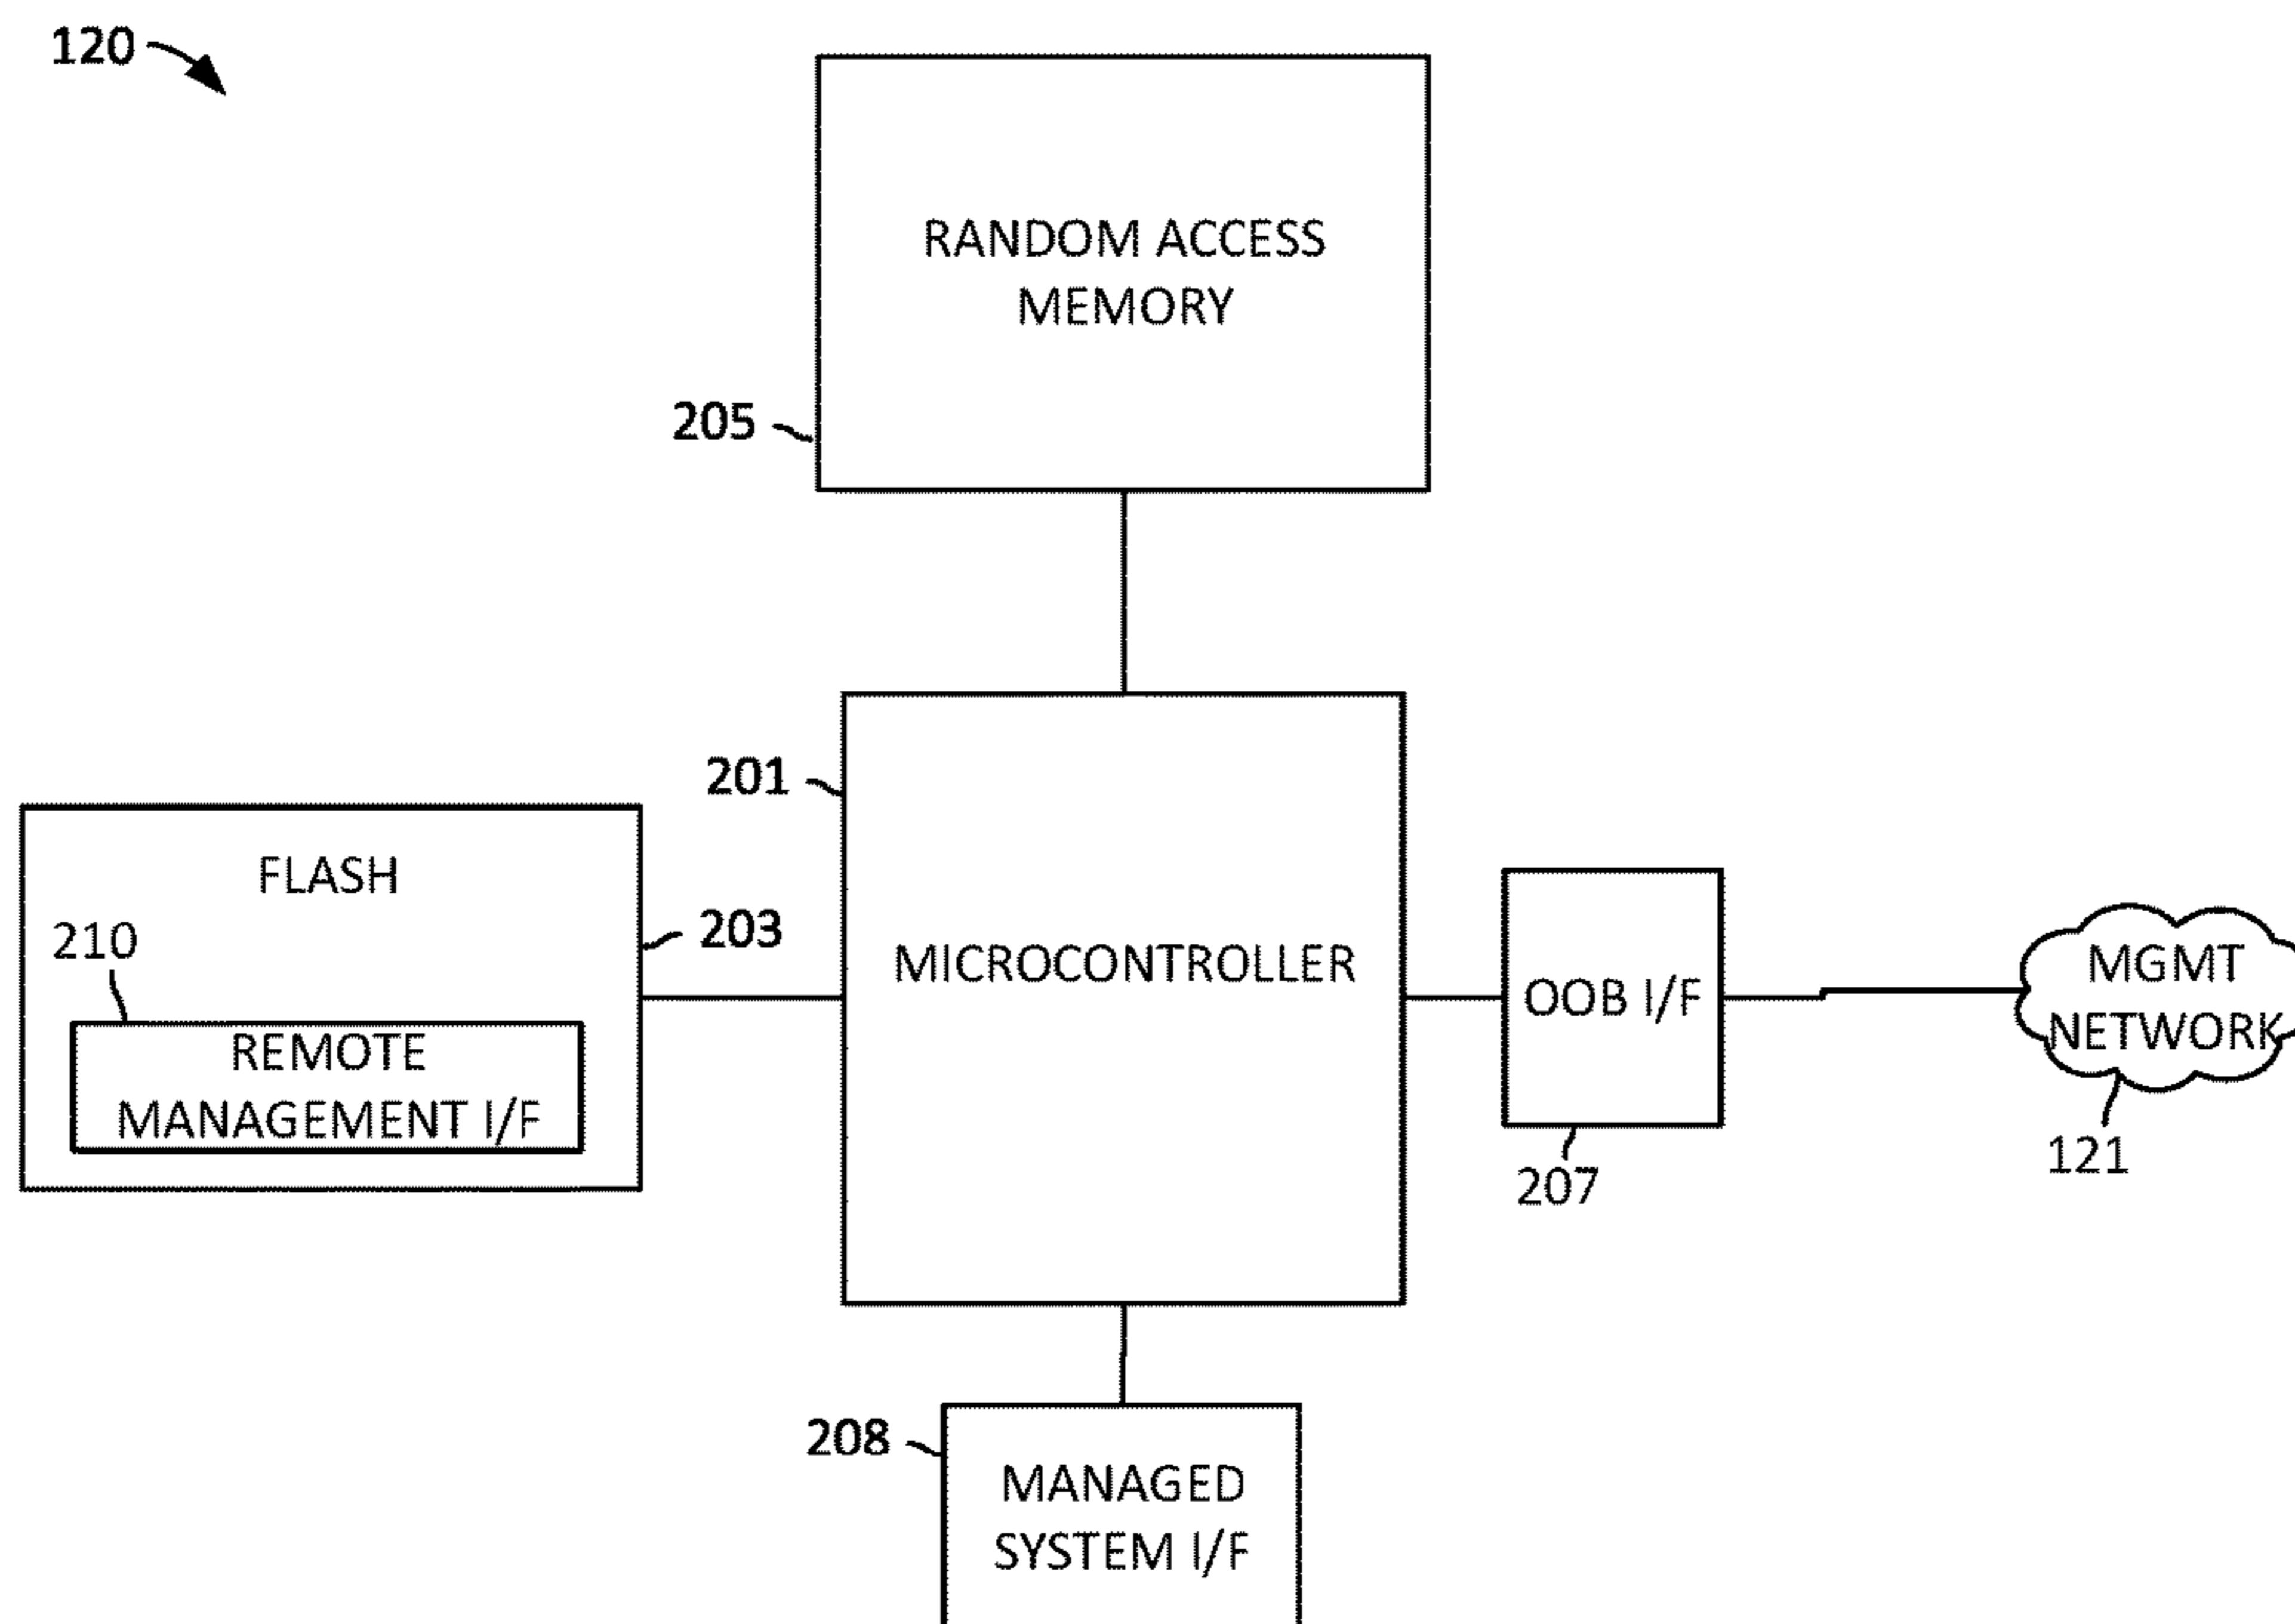 120
RANDOM ACCESS
MEMORY
205
201
FLASH
203
210
REMOTE
MANAGEMENT I/F
MICROCONTROLLER
OOB I/F
207
MGMT
NETWORK
121
208
MANAGED
SYSTEM I/F